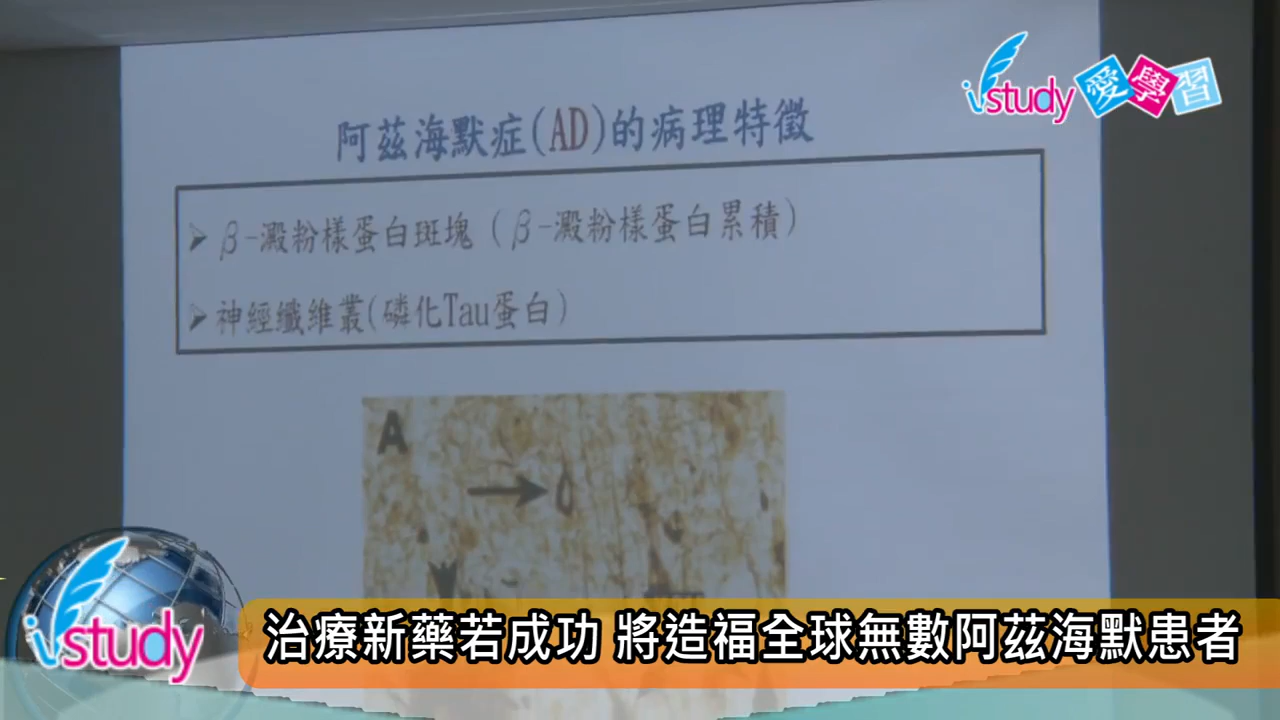 istudy 愛學習
阿茲海默症(AD)的病理特徵
➢ β-澱粉樣蛋白斑塊 (β-澱粉樣蛋白累積)
➢ 神經纖維叢(磷化Tau蛋白)
A
istudy
治療新藥若成功 將造福全球無數阿茲海默患者